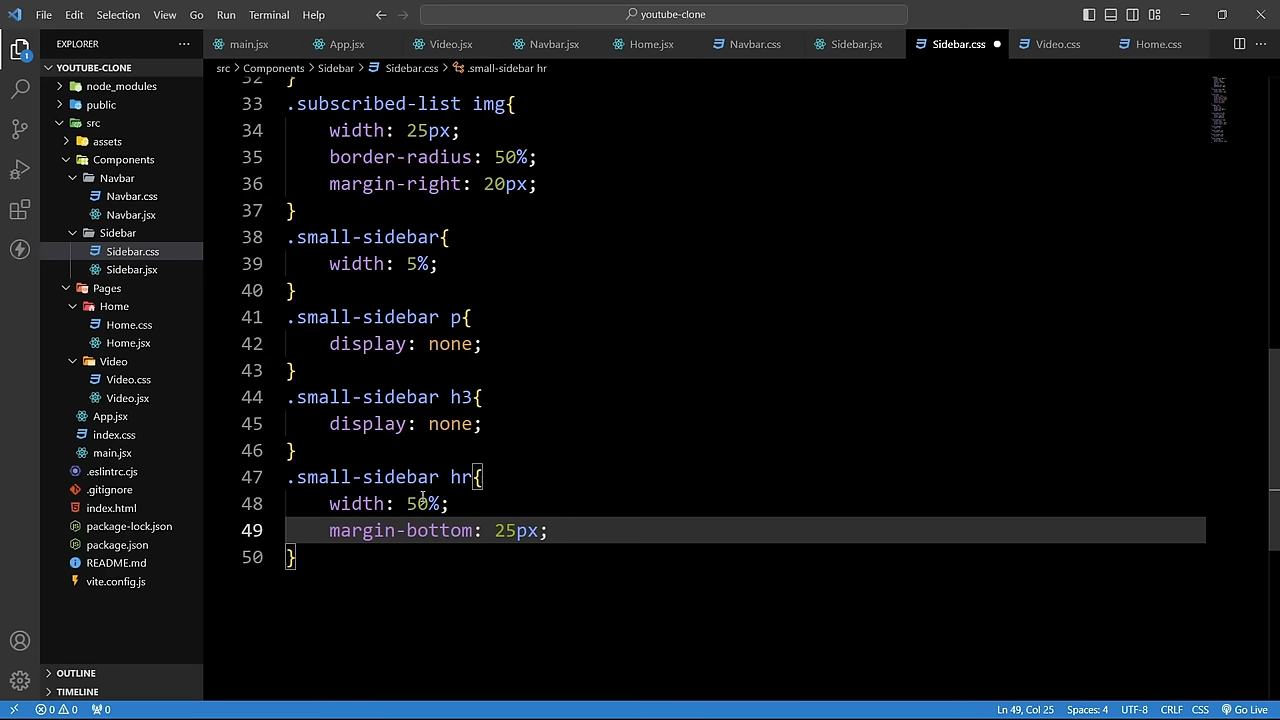 File Edit Selection View Go Run Terminal Help
youtube-clone
EXPLORER
main.jsx App.jsx Video.jsx Navbar.jsx Home.jsx Navbar.css Sidebar.jsx Sidebar.css Video.css Home.css
YOUTUBE-CLONE
src > Components > Sidebar > Sidebar.css > .small-sidebar hr
node_modules
public
src
assets
Components
Navbar
Navbar.css
Navbar.jsx
Sidebar
Sidebar.css
Sidebar.jsx
Pages
Home
Home.css
Home.jsx
Video
Video.css
Video.jsx
App.jsx
index.css
main.jsx
.eslintrc.cjs
.gitignore
index.html
package-lock.json
package.json
README.md
vite.config.js
OUTLINE
TIMELINE
1
32 }
33 .subscribed-list img{
34 width: 25px;
35 border-radius: 50%;
36 margin-right: 20px;
37 }
38 .small-sidebar{
39 width: 5%;
40 }
41 .small-sidebar p{
42 display: none;
43 }
44 .small-sidebar h3{
45 display: none;
46 }
47 .small-sidebar hr{
48 width: 50%;
49 margin-bottom: 25px;
50 }
0 0 0 Ln 49, Col 25 Spaces: 4 UTF-8 CRLF CSS Go Live